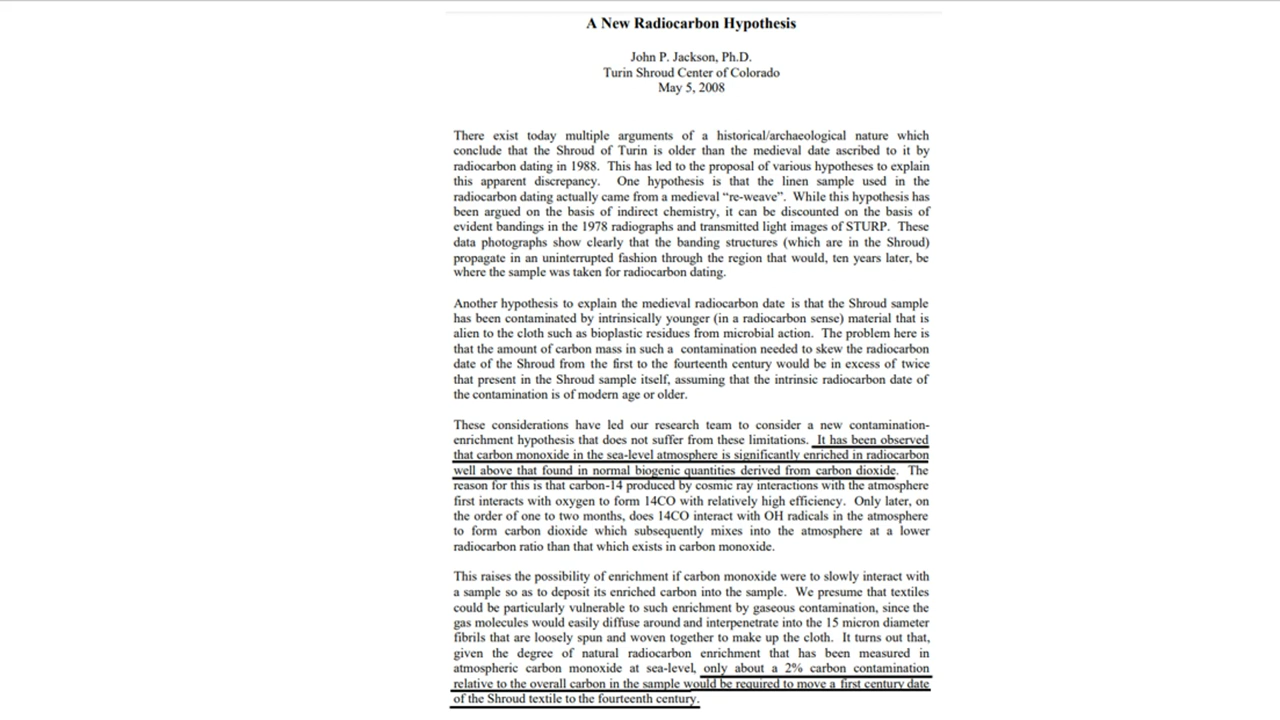 A New Radiocarbon Hypothesis
John P. Jackson, Ph.D.
Turin Shroud Center of Colorado
May 5, 2008
There exist today multiple arguments of a historical/archaeological nature which
conclude that the Shroud of Turin is older than the medieval date ascribed to it by
radiocarbon dating in 1988. This has led to the proposal of various hypotheses to explain
this apparent discrepancy. One hypothesis is that the linen sample used in the
radiocarbon dating actually came from a medieval “re-weave”. While this hypothesis has
been argued on the basis of indirect chemistry, it can be discounted on the basis of
evident bandings in the 1978 radiographs and transmitted light images of STURP. These
data photographs show clearly that the banding structures (which are in the Shroud)
propagate in an uninterrupted fashion through the region that would, ten years later, be
where the sample was taken for radiocarbon dating.
Another hypothesis to explain the medieval radiocarbon date is that the Shroud sample
has been contaminated by intrinsically younger (in a radiocarbon sense) material that is
alien to the cloth such as bioplastic residues from microbial action. The problem here is
that the amount of carbon mass in such a contamination needed to skew the radiocarbon
date of the Shroud from the first to the fourteenth century would be in excess of twice
that present in the Shroud sample itself, assuming that the intrinsic radiocarbon date of
the contamination is of modern age or older.
These considerations have led our research team to consider a new contamination-
enrichment hypothesis that does not suffer from these limitations. It has been observed
that carbon monoxide in the sea-level atmosphere is significantly enriched in radiocarbon
well above that found in normal biogenic quantities derived from carbon dioxide. The
reason for this is that carbon-14 produced by cosmic ray interactions with the atmosphere
first interacts with oxygen to form 14CO with relatively high efficiency. Only later, on
the order of one to two months, does 14CO interact with OH radicals in the atmosphere
to form carbon dioxide which subsequently mixes into the atmosphere at a lower
radiocarbon ratio than that which exists in carbon monoxide.
This raises the possibility of enrichment if carbon monoxide were to slowly interact with
a sample so as to deposit its enriched carbon into the sample. We presume that textiles
could be particularly vulnerable to such enrichment by gaseous contamination, since the
gas molecules would easily diffuse around and interpenetrate into the 15 micron diameter
fibrils that are loosely spun and woven together to make up the cloth. It turns out that,
given the degree of natural radiocarbon enrichment that has been measured in
atmospheric carbon monoxide at sea-level, only about a 2% carbon contamination
relative to the overall carbon in the sample would be required to move a first century date
of the Shroud textile to the fourteenth century.